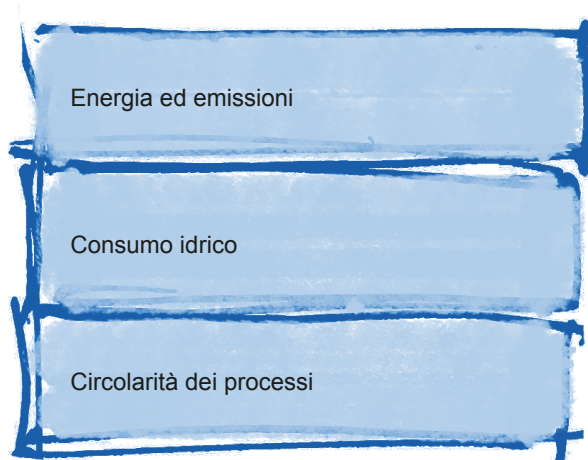 Energia ed emissioni
Consumo idrico
Circolarità dei processi